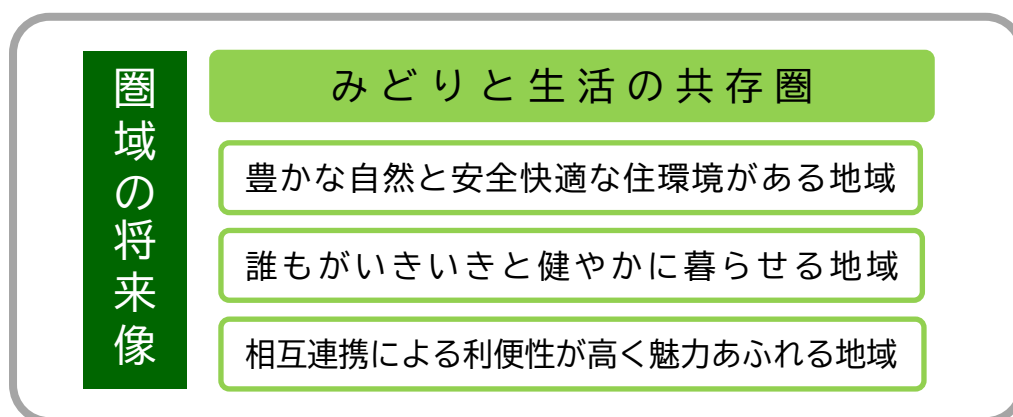 圏域の将来像
みどりと生活の共存圏
豊かな自然と安全快適な住環境がある地域
誰もがいきいきと健やかに暮らせる地域
相互連携による利便性が高く魅力あふれる地域